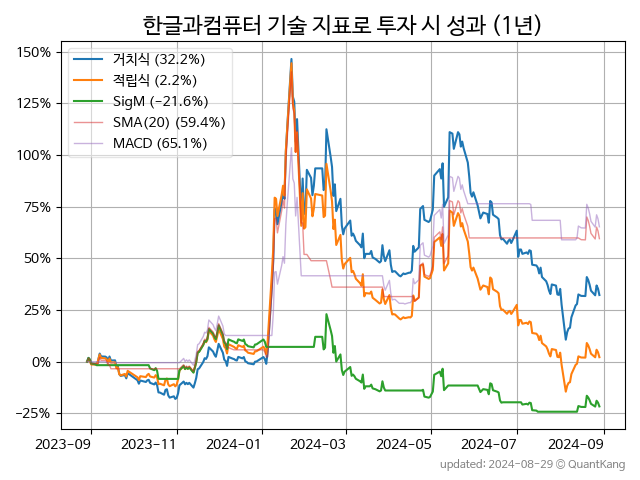 한글과컴퓨터 기술 지표로 투자 시 성과 (1년)
150%
125%
100%
75%
50%
25%
0%
−25%
거치식 (32.2%)
적립식 (2.2%)
SigM (-21.6%)
SMA(20) (59.4%)
MACD (65.1%)
2023-09 2023-11 2024-01 2024-03 2024-05 2024-07 2024-09
updated: 2024-08-29 © QuantKang